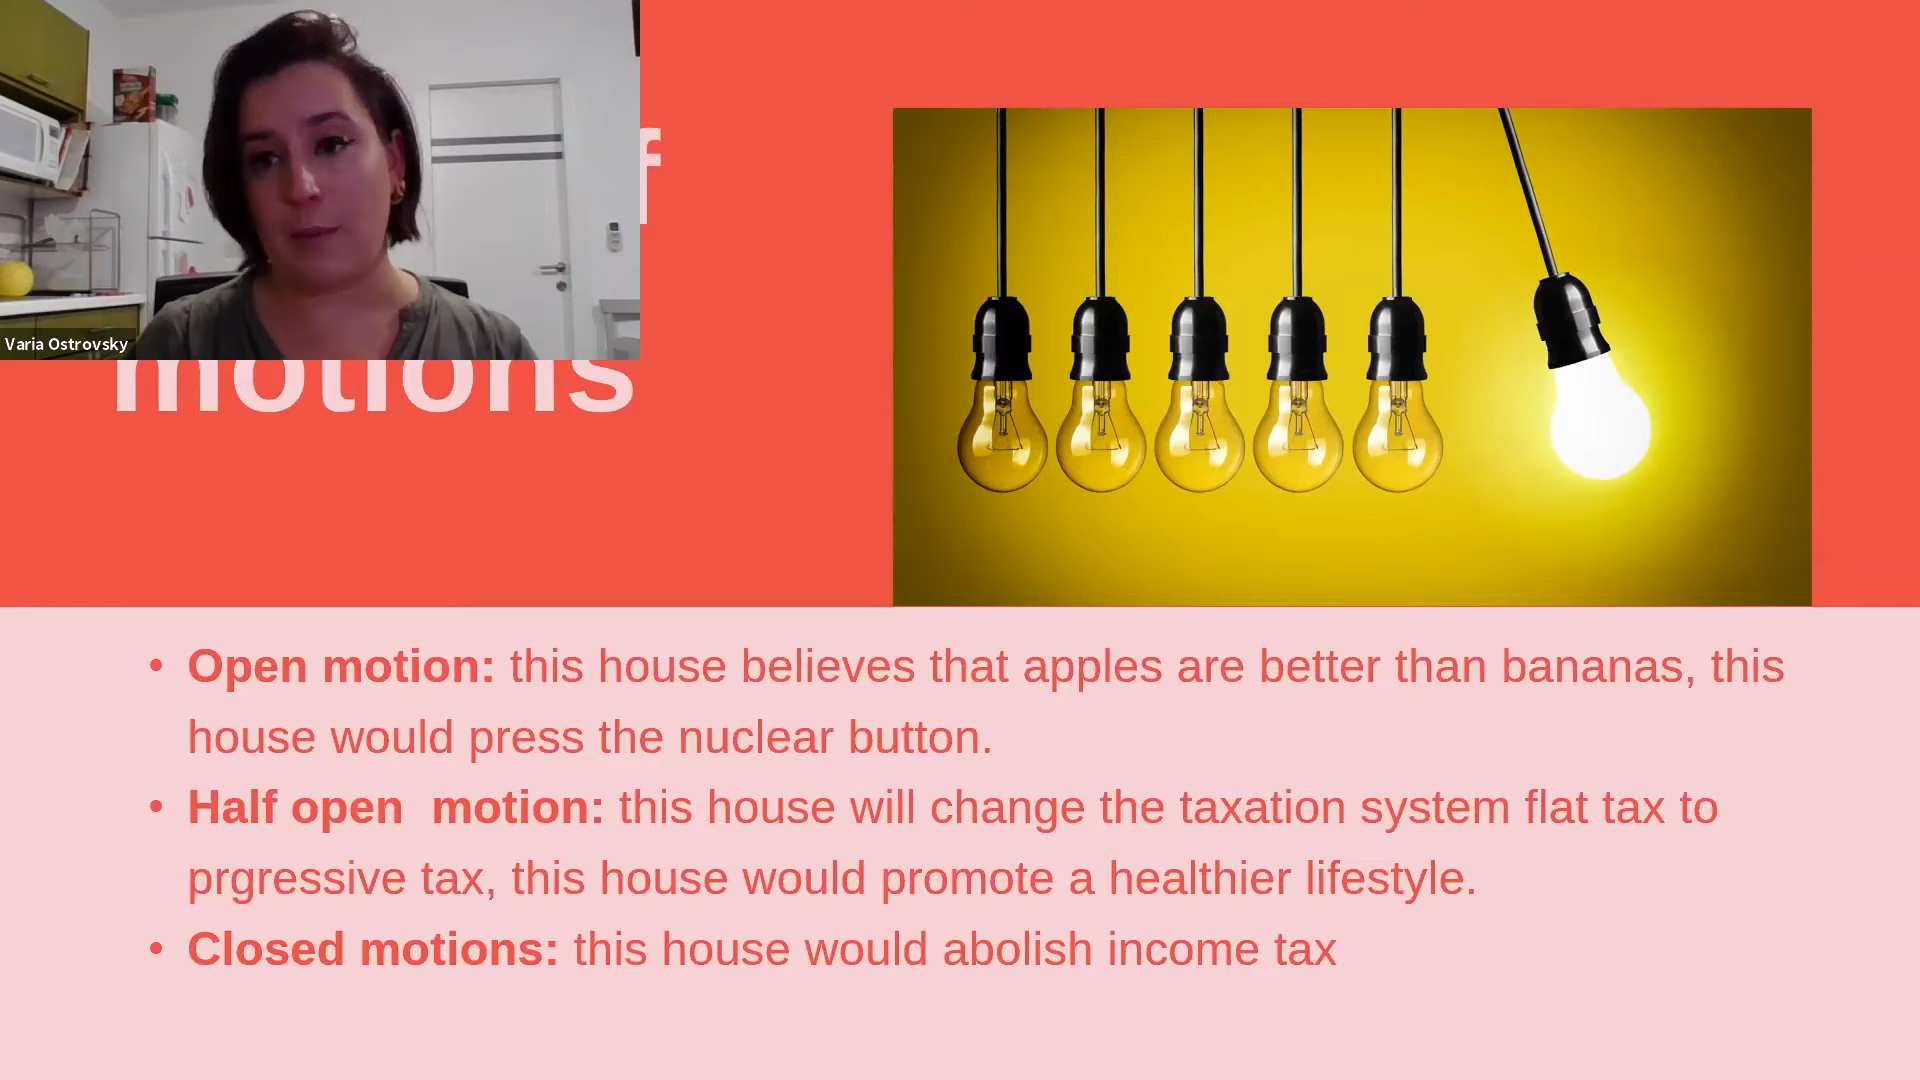 Varia Ostrovsky
motions
• Open motion: this house believes that apples are better than bananas, this
house would press the nuclear button.
• Half open  motion: this house will change the taxation system flat tax to
prgressive tax, this house would promote a healthier lifestyle.
• Closed motions: this house would abolish income tax